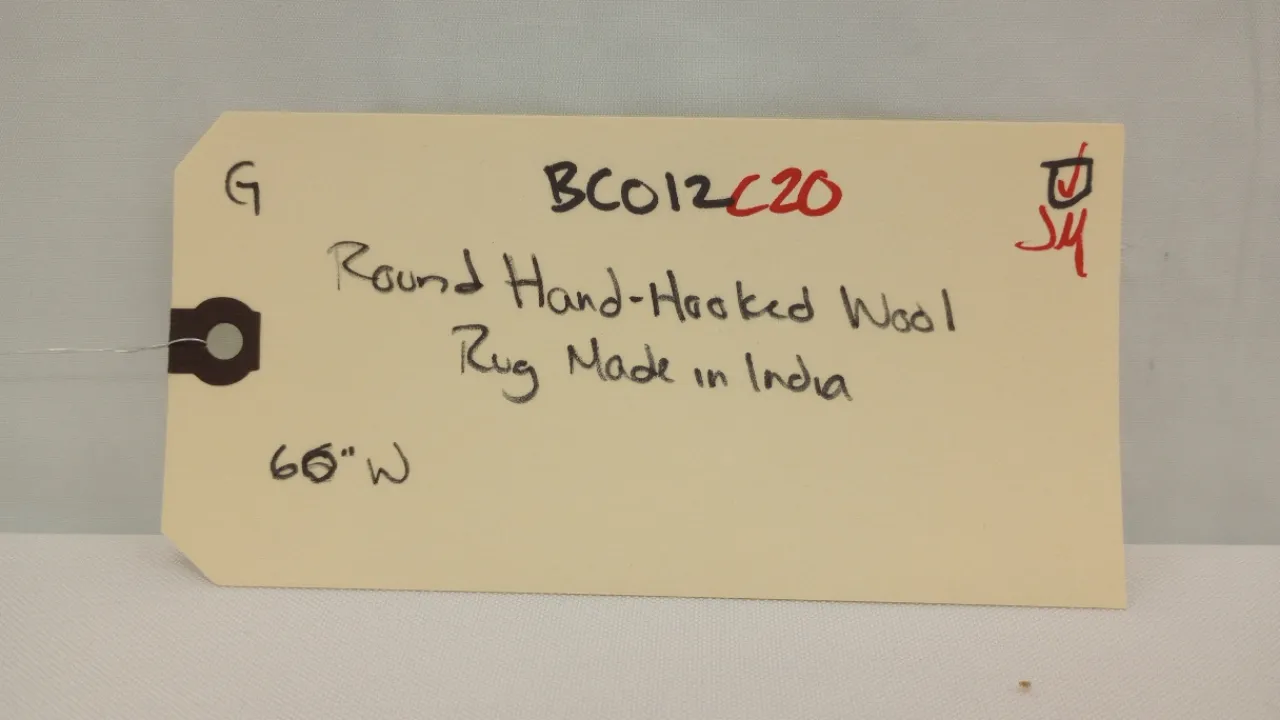 G
BC012C20
JM
Round Hand-Hooked Wool
Rug Made in India
60" W